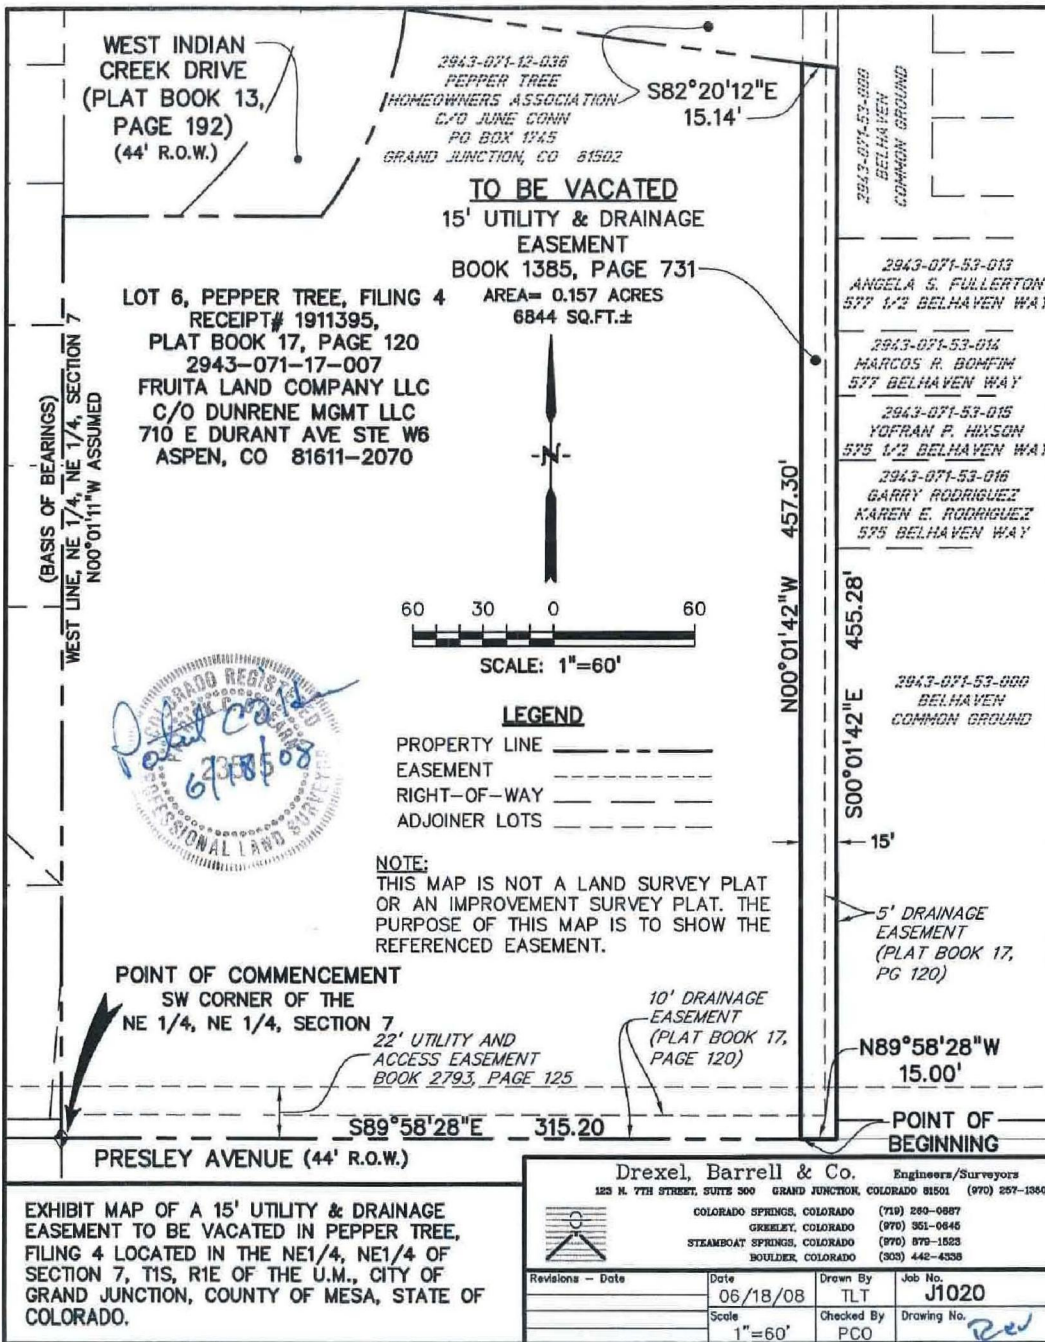 WEST INDIAN
CREEK DRIVE
(PLAT BOOK 13,
PAGE 192)
(44' R.O.W.)
2943-071-12-036
PEPPER TREE
HOMEOWNERS ASSOCIATION
C/O JUNE CONN
PO BOX 1745
GRAND JUNCTION, CO 81502
S82°20'12"E
15.14'
2943-071-53-000
BELHAVEN
COMMON GROUND
TO BE VACATED
15' UTILITY & DRAINAGE
EASEMENT
BOOK 1385, PAGE 731
AREA= 0.157 ACRES
6844 SQ.FT.±
LOT 6, PEPPER TREE, FILING 4
RECEIPT# 1911395,
PLAT BOOK 17, PAGE 120
2943-071-17-007
FRUITA LAND COMPANY LLC
C/O DUNRENE MGMT LLC
710 E DURANT AVE STE W6
ASPEN, CO 81611-2070
2943-071-53-013
ANGELA S. FULLERTON
577 1/2 BELHAVEN WAY
2943-071-53-014
MARCOS R. BOMFIM
577 BELHAVEN WAY
2943-071-53-015
YOFRAN P. HIXSON
575 1/2 BELHAVEN WAY
2943-071-53-016
GARRY RODRIGUEZ
KAREN E. RODRIGUEZ
575 BELHAVEN WAY
(BASIS OF BEARINGS)
WEST LINE, NE 1/4, NE 1/4, SECTION 7
N00°01'11"W ASSUMED
-N-
N00°01'42"W 457.30'
S00°01'42"E 455.28'
60 30 0 60
SCALE: 1"=60'
2943-071-53-000
BELHAVEN
COMMON GROUND
LEGEND
PROPERTY LINE
EASEMENT
RIGHT-OF-WAY
ADJOINER LOTS
COLORADO REGISTERED
PROFESSIONAL LAND SURVEYOR
6/18/08
15'
NOTE:
THIS MAP IS NOT A LAND SURVEY PLAT
OR AN IMPROVEMENT SURVEY PLAT. THE
PURPOSE OF THIS MAP IS TO SHOW THE
REFERENCED EASEMENT.
5' DRAINAGE
EASEMENT
(PLAT BOOK 17,
PG 120)
POINT OF COMMENCEMENT
SW CORNER OF THE
NE 1/4, NE 1/4, SECTION 7
22' UTILITY AND
ACCESS EASEMENT
BOOK 2793, PAGE 125
10' DRAINAGE
EASEMENT
(PLAT BOOK 17,
PAGE 120)
N89°58'28"W
15.00'
S89°58'28"E 315.20
POINT OF
BEGINNING
PRESLEY AVENUE (44' R.O.W.)
EXHIBIT MAP OF A 15' UTILITY & DRAINAGE
EASEMENT TO BE VACATED IN PEPPER TREE,
FILING 4 LOCATED IN THE NE1/4, NE1/4 OF
SECTION 7, T1S, R1E OF THE U.M., CITY OF
GRAND JUNCTION, COUNTY OF MESA, STATE OF
COLORADO.
Drexel, Barrell & Co. Engineers/Surveyors
123 N. 7TH STREET, SUITE 300 GRAND JUNCTION, COLORADO 81501 (970) 257-1350
COLORADO SPRINGS, COLORADO (719) 260-0887
GREELEY, COLORADO (970) 351-0645
STEAMBOAT SPRINGS, COLORADO (970) 879-1523
BOULDER, COLORADO (303) 442-4338
Revisions - Date
Date
06/18/08
Drawn By
TLT
Job No.
J1020
Scale
1"=60'
Checked By
PCO
Drawing No.